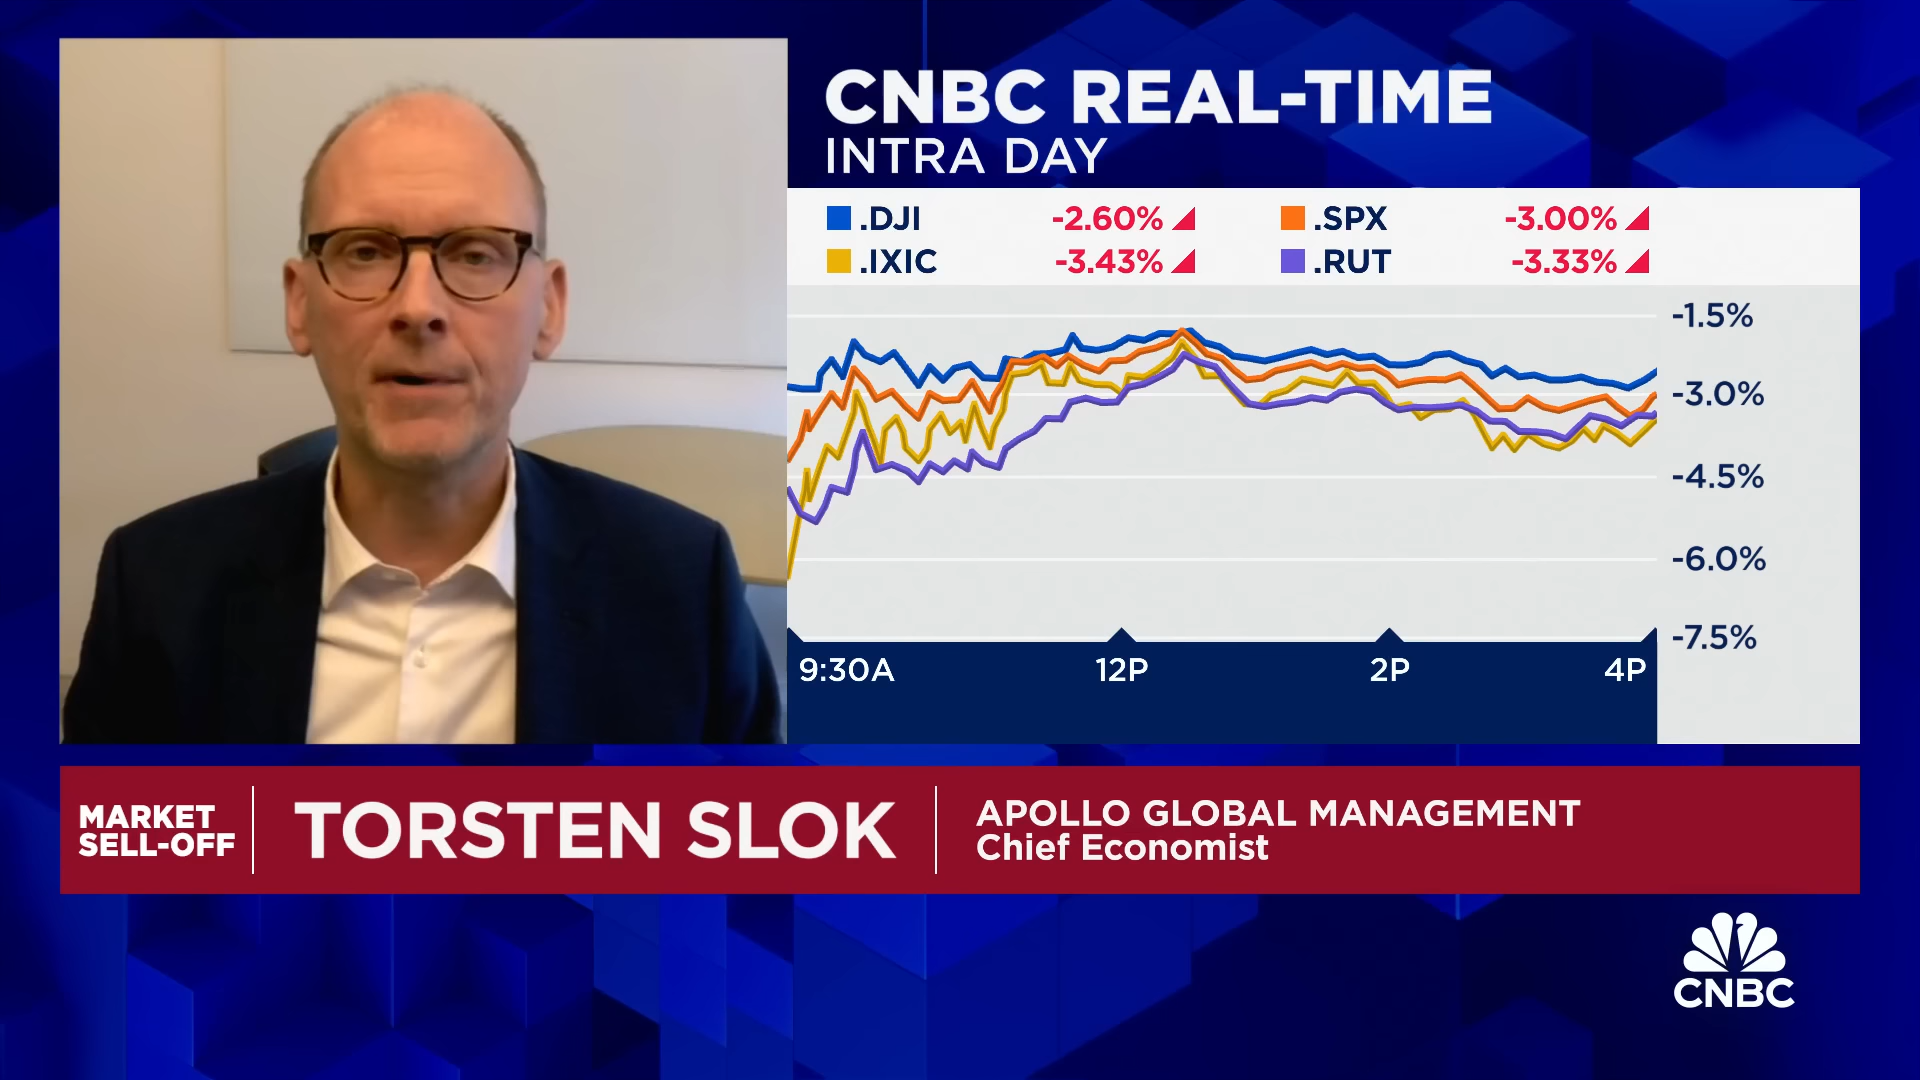 CNBC REAL-TIME
INTRA DAY
.DJI -2.60% .SPX -3.00%
.IXIC -3.43% .RUT -3.33%
-1.5%
-3.0%
-4.5%
-6.0%
-7.5%
9:30A 12P 2P 4P
MARKET
SELL-OFF
TORSTEN SLOK
APOLLO GLOBAL MANAGEMENT
Chief Economist
CNBC